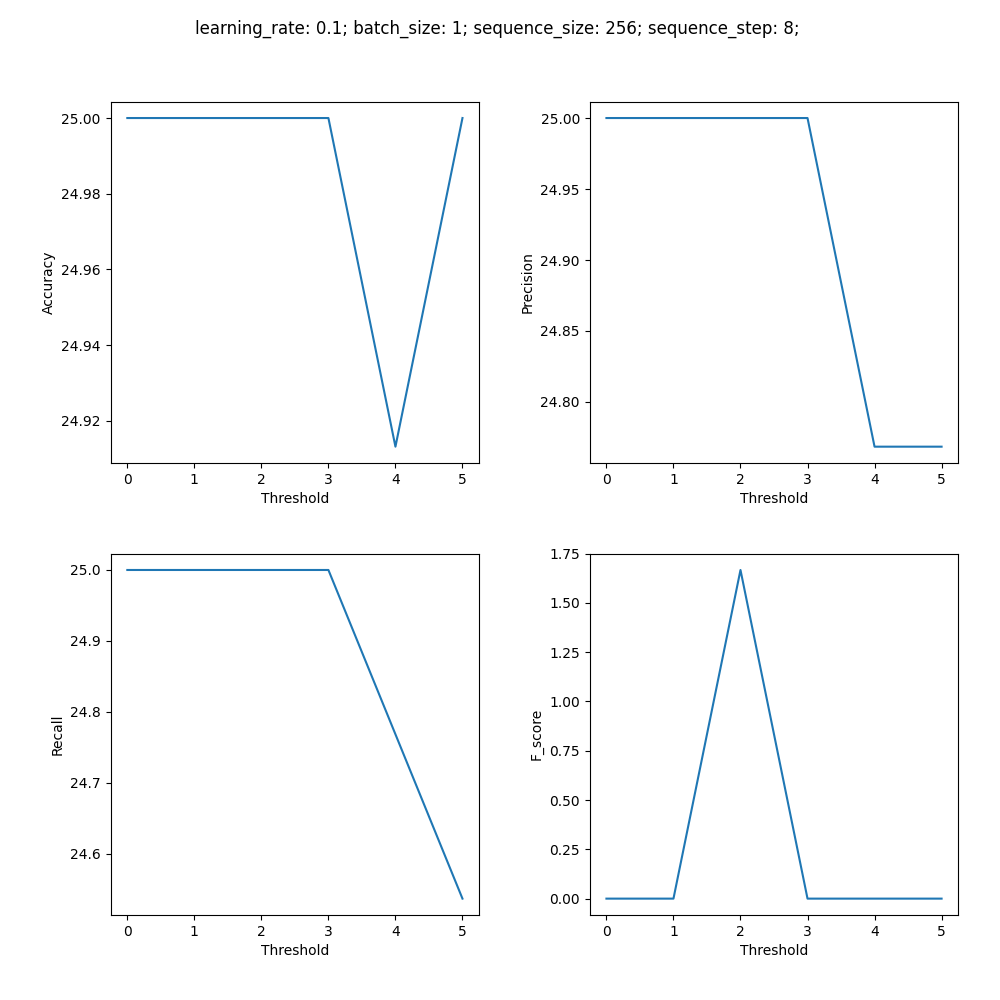 learning_rate: 0.1; batch_size: 1; sequence_size: 256; sequence_step: 8;
25.00
24.98
24.96
24.94
24.92
Accuracy
0 1 2 3 4 5
Threshold
25.00
24.95
24.90
24.85
24.80
Precision
0 1 2 3 4 5
Threshold
25.0
24.9
24.8
24.7
24.6
Recall
0 1 2 3 4 5
Threshold
1.75
1.50
1.25
1.00
0.75
0.50
0.25
0.00
F_score
0 1 2 3 4 5
Threshold